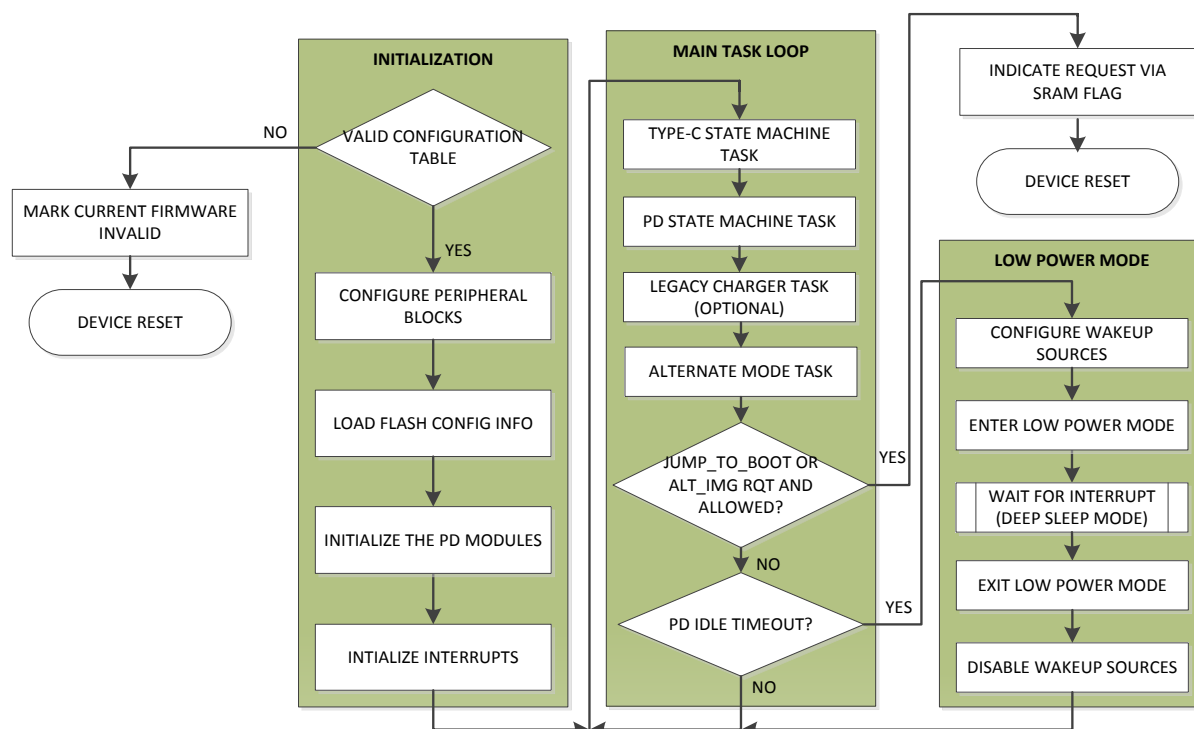 INITIALIZATION
VALID CONFIGURATION
TABLE
NO
YES
MARK CURRENT FIRMWARE
INVALID
DEVICE RESET
CONFIGURE PERIPHERAL
BLOCKS
LOAD FLASH CONFIG INFO
INITIALIZE THE PD MODULES
INTIALIZE INTERRUPTS
MAIN TASK LOOP
TYPE-C STATE MACHINE
TASK
PD STATE MACHINE TASK
LEGACY CHARGER TASK
(OPTIONAL)
ALTERNATE MODE TASK
JUMP_TO_BOOT OR
ALT_IMG RQT AND
ALLOWED?
YES
NO
PD IDLE TIMEOUT?
YES
NO
INDICATE REQUEST VIA
SRAM FLAG
DEVICE RESET
LOW POWER MODE
CONFIGURE WAKEUP
SOURCES
ENTER LOW POWER MODE
WAIT FOR INTERRUPT
(DEEP SLEEP MODE)
EXIT LOW POWER MODE
DISABLE WAKEUP SOURCES